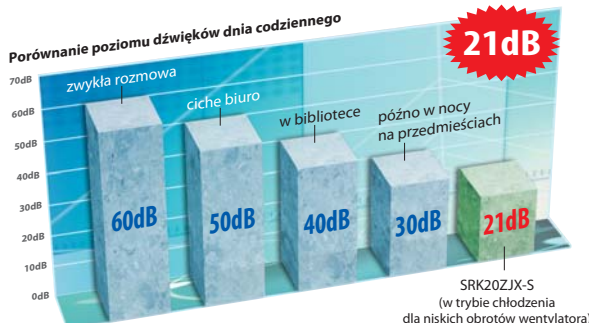 Porównanie poziomu dźwięków dnia codziennego
21dB
70dB
60dB
50dB
40dB
30dB
20dB
10dB
0dB
zwykła rozmowa
ciche biuro
w bibliotece
późno w nocy
na przedmieściach
60dB
50dB
40dB
30dB
21dB
SRK20ZJX-S
(w trybie chłodzenia
dla niskich obrotów wentylatora)